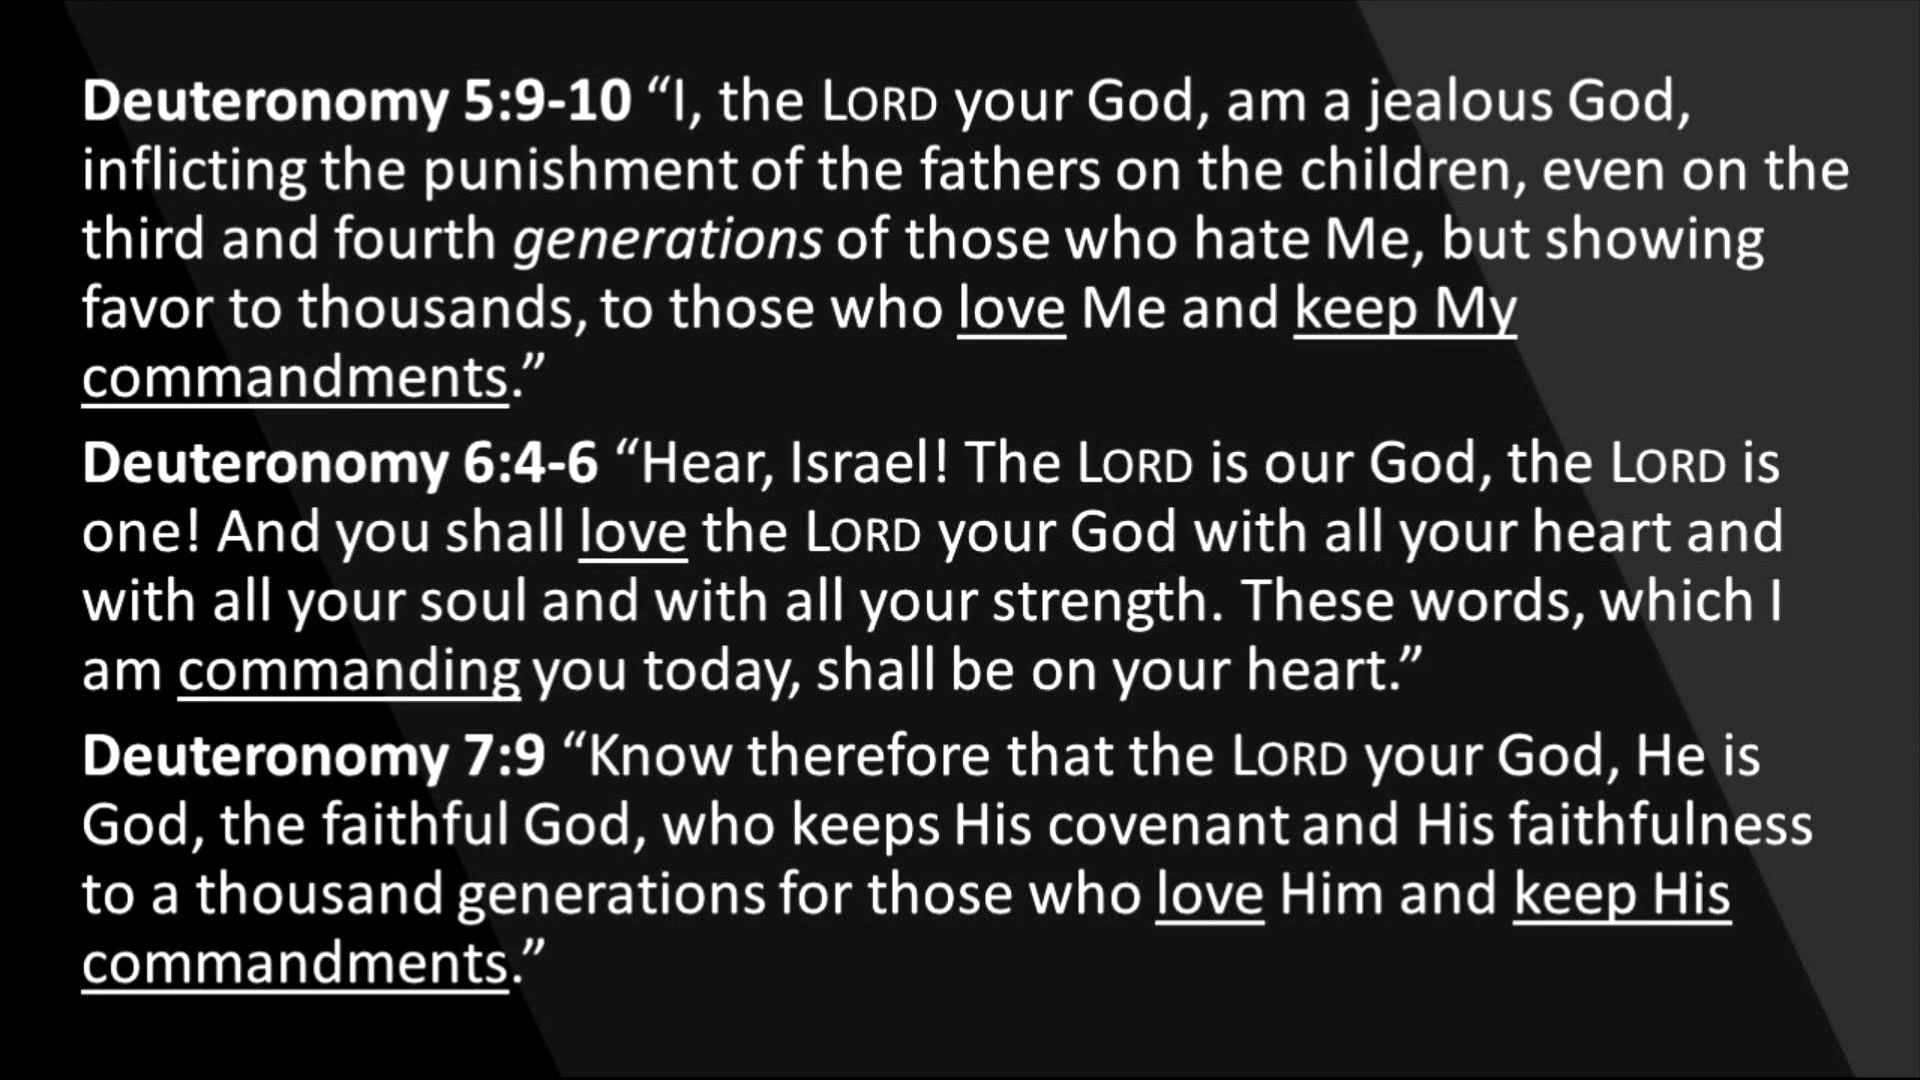 Deuteronomy 5:9-10 “I, the LORD your God, am a jealous God,
inflicting the punishment of the fathers on the children, even on the
third and fourth generations of those who hate Me, but showing
favor to thousands, to those who love Me and keep My
commandments.”
Deuteronomy 6:4-6 “Hear, Israel! The LORD is our God, the LORD is
one! And you shall love the LORD your God with all your heart and
with all your soul and with all your strength. These words, which I
am commanding you today, shall be on your heart.”
Deuteronomy 7:9 “Know therefore that the LORD your God, He is
God, the faithful God, who keeps His covenant and His faithfulness
to a thousand generations for those who love Him and keep His
commandments.”